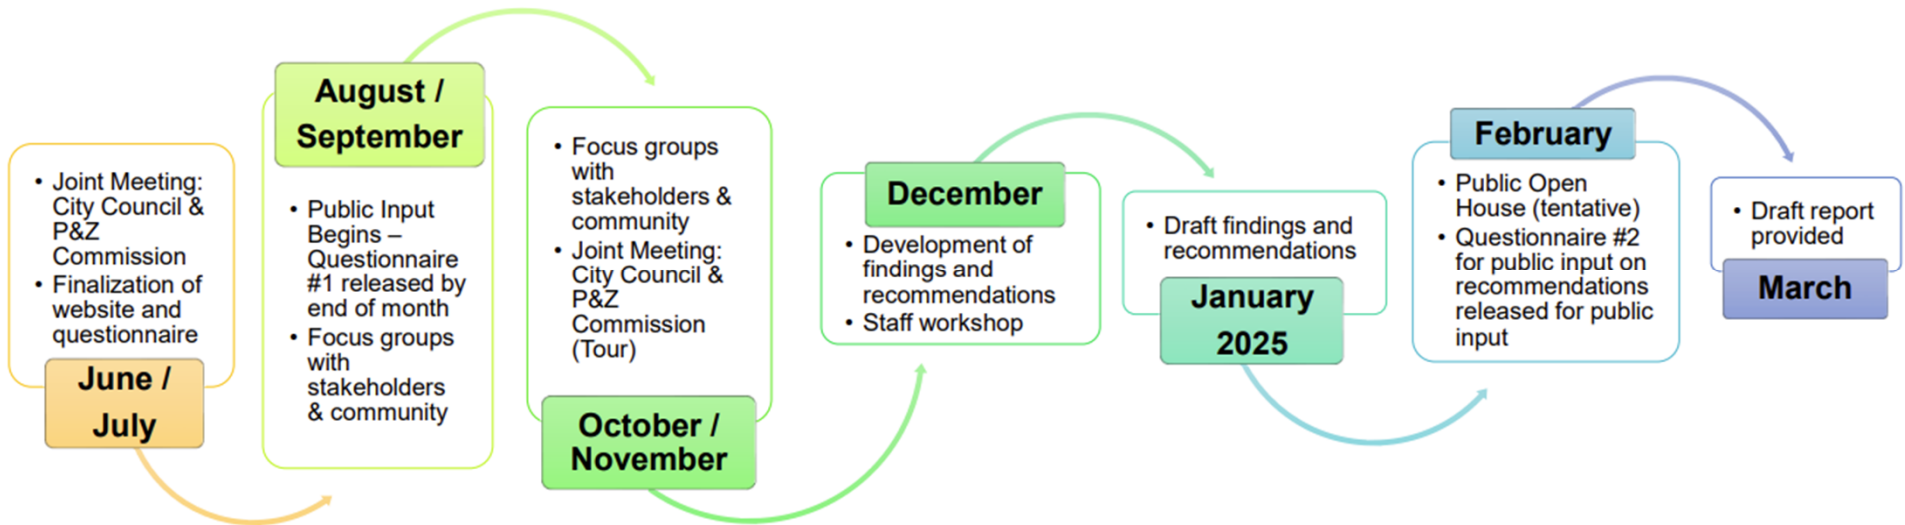 • Joint Meeting:
City Council &
P&Z
Commission
• Finalization of
website and
questionnaire
June /
July
August /
September
• Public Input
Begins –
Questionnaire
#1 released by
end of month
• Focus groups
with
stakeholders
& community
• Focus groups
with
stakeholders &
community
• Joint Meeting:
City Council &
P&Z
Commission
(Tour)
October /
November
December
• Development of
findings and
recommendations
• Staff workshop
• Draft findings and
recommendations
January
2025
February
• Public Open
House (tentative)
• Questionnaire #2
for public input on
recommendations
released for public
input
• Draft report
provided
March